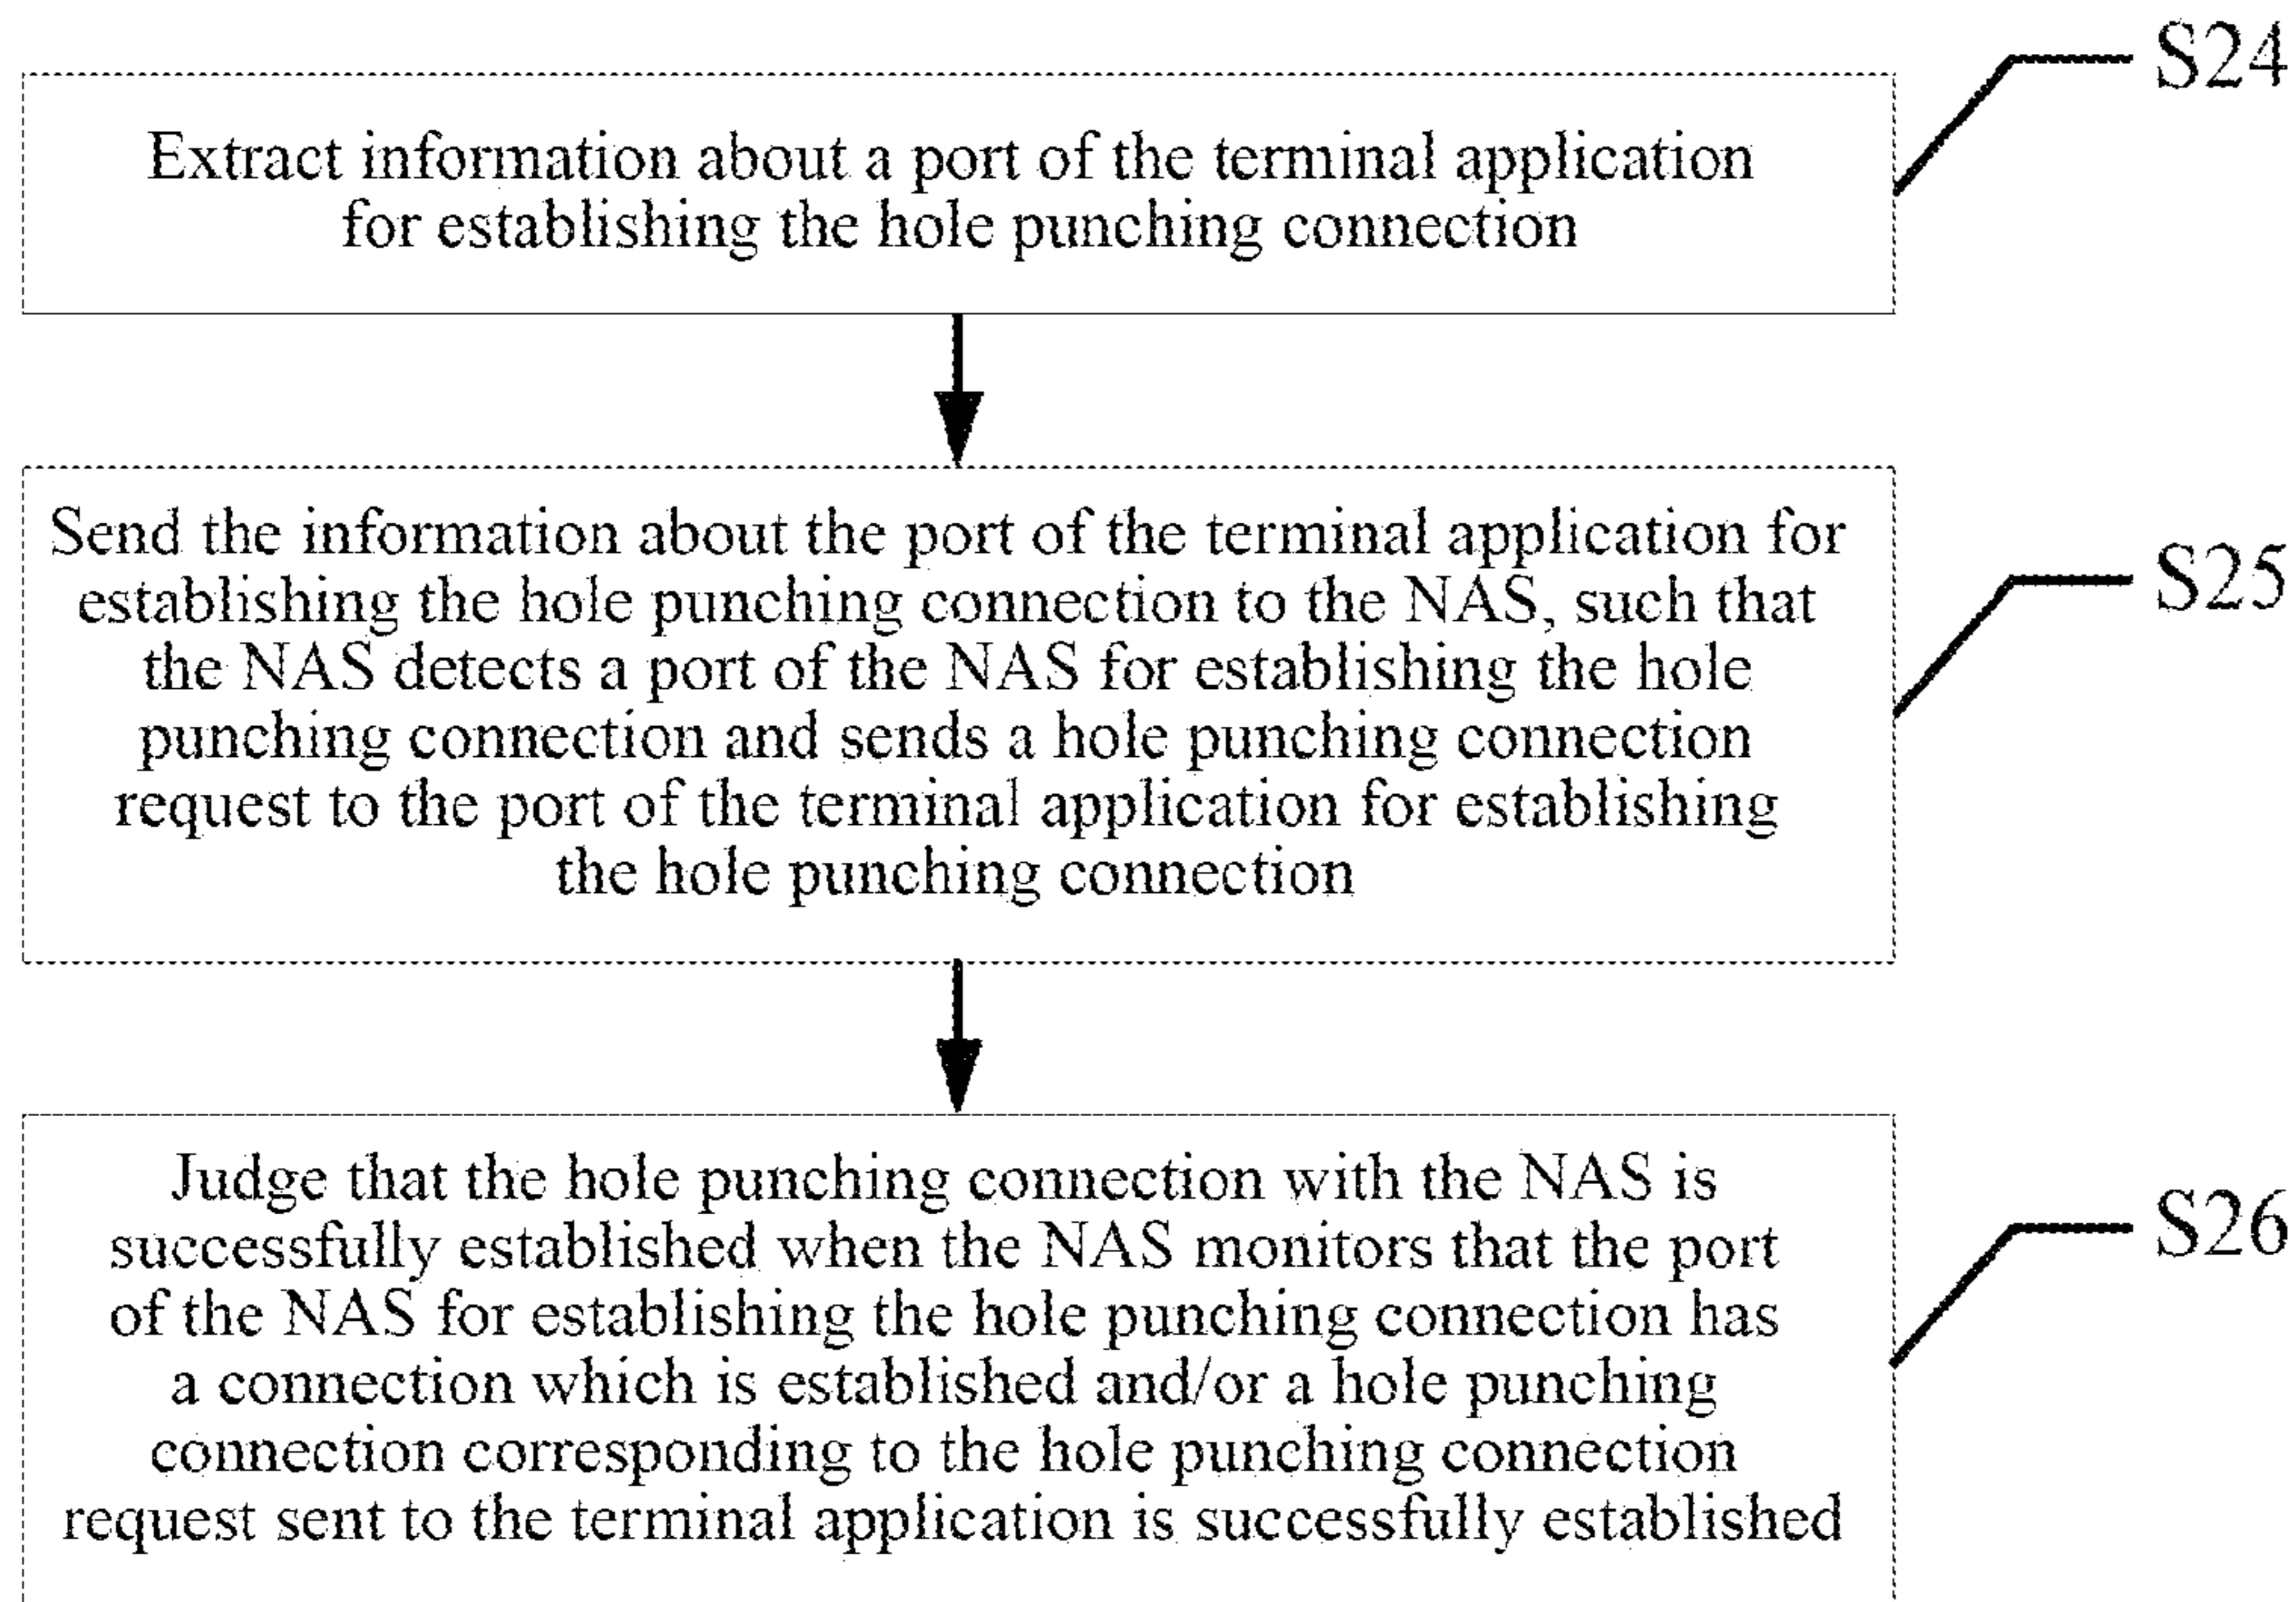 S24
Extract information about a port of the terminal application
for establishing the hole punching connection
Send the information about the port of the terminal application for
establishing the hole punching connection to the NAS, such that
the NAS detects a port of the NAS for establishing the hole
punching connection and sends a hole punching connection
request to the port of the terminal application for establishing
the hole punching connection
S25
Judge that the hole punching connection with the NAS is
successfully established when the NAS monitors that the port
of the NAS for establishing the hole punching connection has
a connection which is established and/or a hole punching
connection corresponding to the hole punching connection
request sent to the terminal application is successfully established
S26